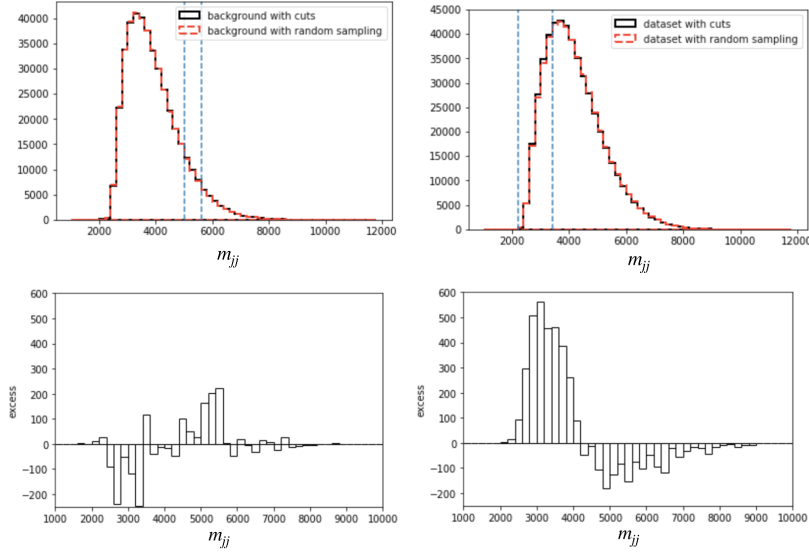 40000
35000
30000
25000
20000
15000
10000
5000
0
background with cuts
background with random sampling
2000 4000 6000 8000 10000 12000
m_jj
45000
40000
35000
30000
25000
20000
15000
10000
5000
0
dataset with cuts
dataset with random sampling
2000 4000 6000 8000 10000 12000
m_jj
600
500
400
300
200
100
0
−100
−200
excess
1000 2000 3000 4000 5000 6000 7000 8000 9000 10000
m_jj
600
500
400
300
200
100
0
−100
−200
excess
1000 2000 3000 4000 5000 6000 7000 8000 9000 10000
m_jj